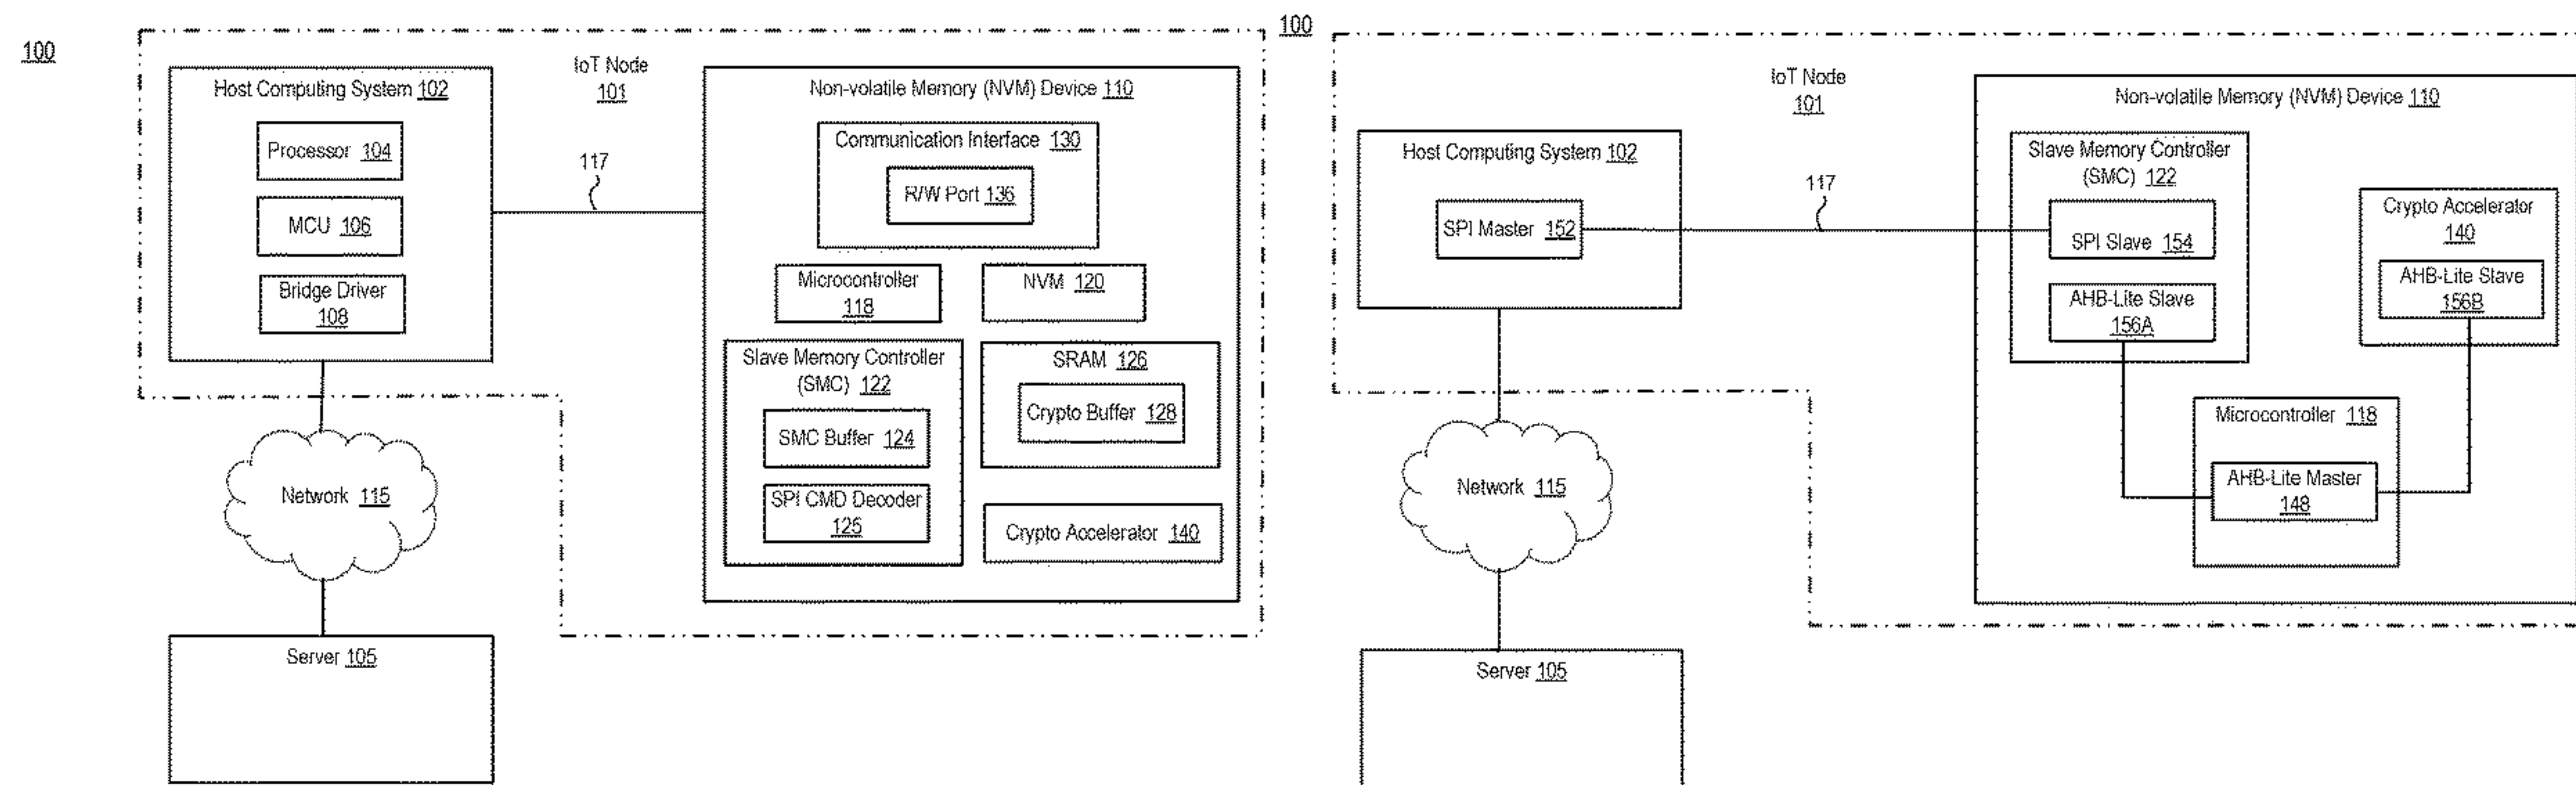 100
IoT Node
101
Host Computing System 102
Processor 104
MCU 106
Bridge Driver
108
117
Non-volatile Memory (NVM) Device 110
Communication Interface 130
R/W Port 136
Microcontroller
118
NVM 120
Slave Memory Controller
(SMC) 122
SMC Buffer 124
SPI CMD Decoder
125
SRAM 126
Crypto Buffer 128
Crypto Accelerator 140
Network 115
Server 105
100
IoT Node
101
Host Computing System 102
SPI Master 152
117
Non-volatile Memory (NVM) Device 110
Slave Memory Controller
(SMC) 122
SPI Slave 154
AHB-Lite Slave
156A
Crypto Accelerator
140
AHB-Lite Slave
156B
Microcontroller 118
AHB-Lite Master
148
Network 115
Server 105